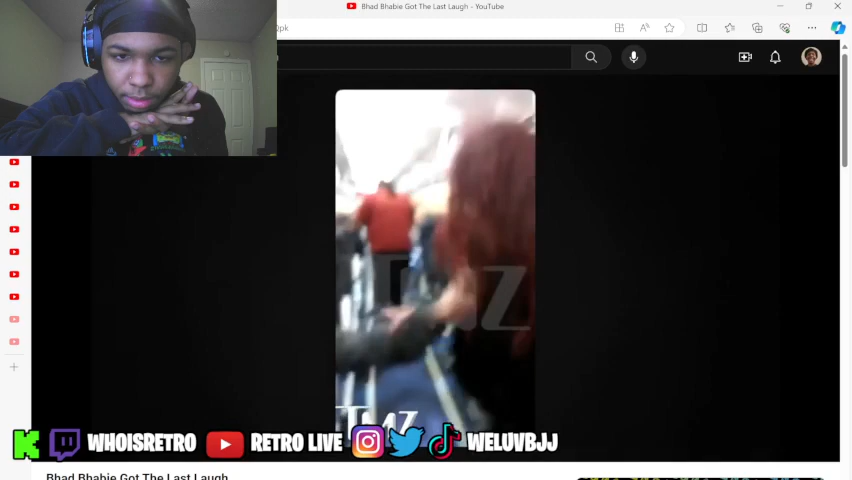 Bhad Bhabie Got The Last Laugh - YouTube
TMZ
TMZ
WHOISRETRO RETRO LIVE WELUVBJJ
Bhad Bhabie Got The Last Laugh